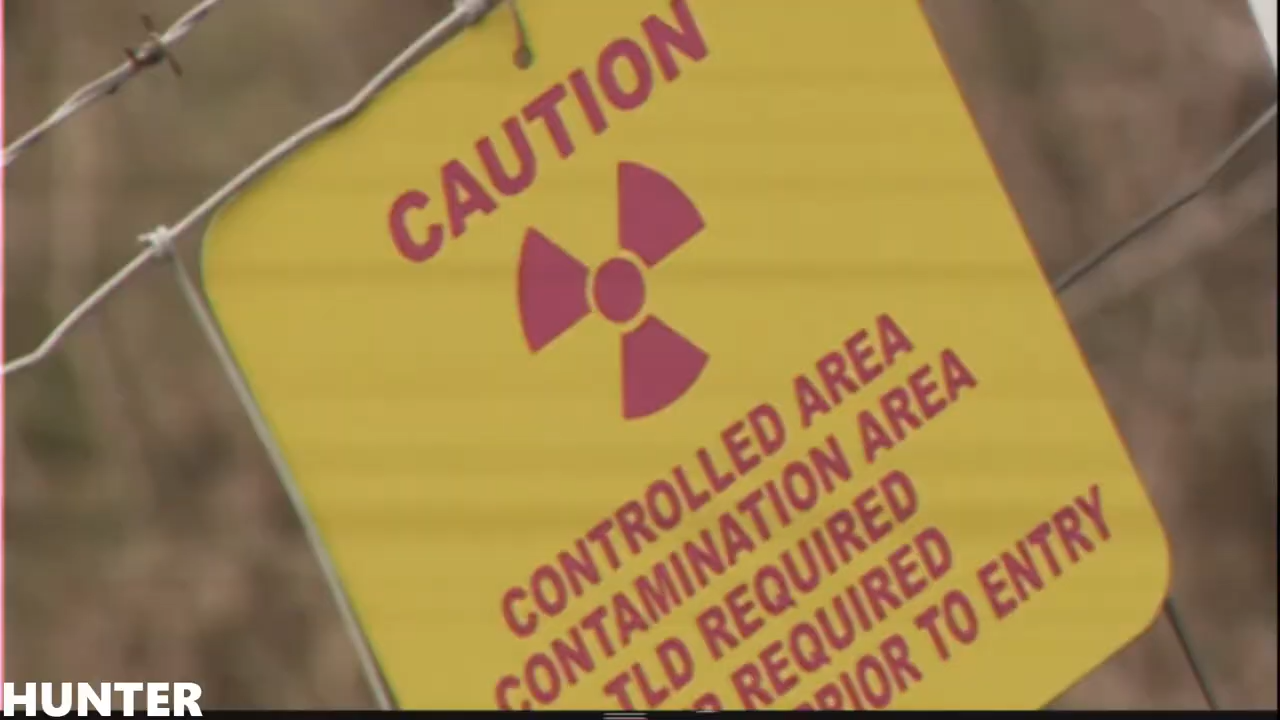 CAUTION
CONTROLLED AREA
CONTAMINATION AREA
TLD REQUIRED
REQUIRED
PRIOR TO ENTRY
HUNTER